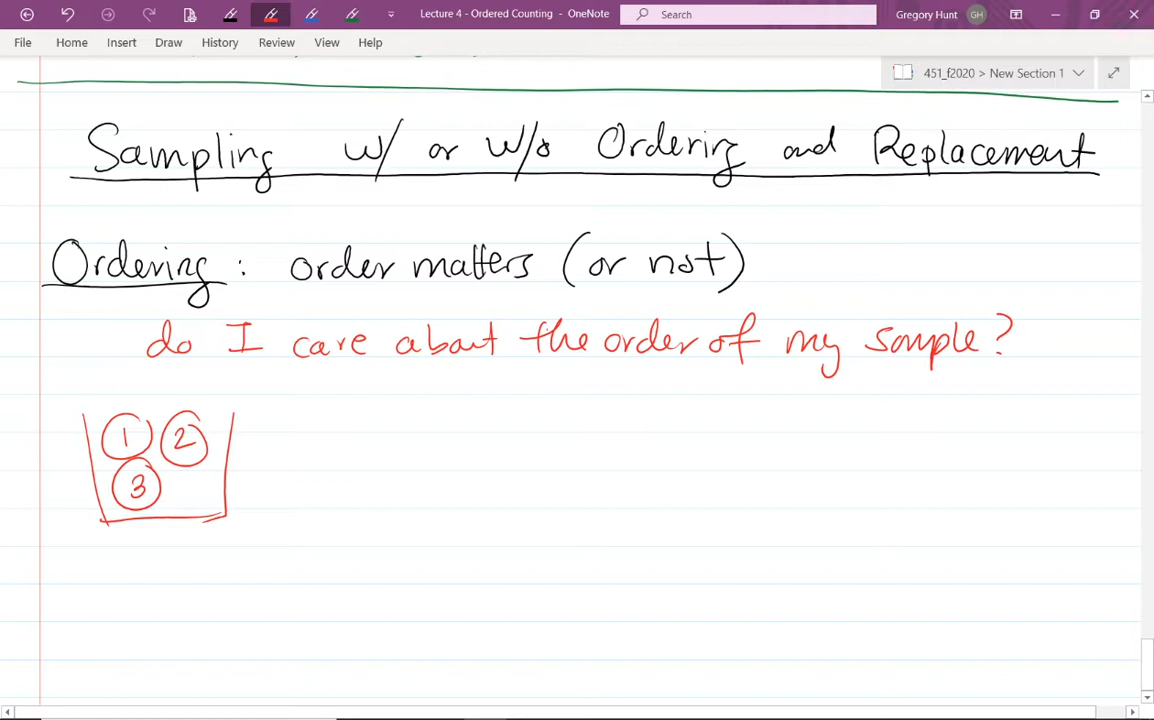 Lecture 4 - Ordered Counting - OneNote
Search
Gregory Hunt GH
File Home Insert Draw History Review View Help
451_f2020 > New Section 1
Sampling w/ or w/o Ordering and Replacement
Ordering: order matters (or not)
do I care about the order of my sample?
1 2
3